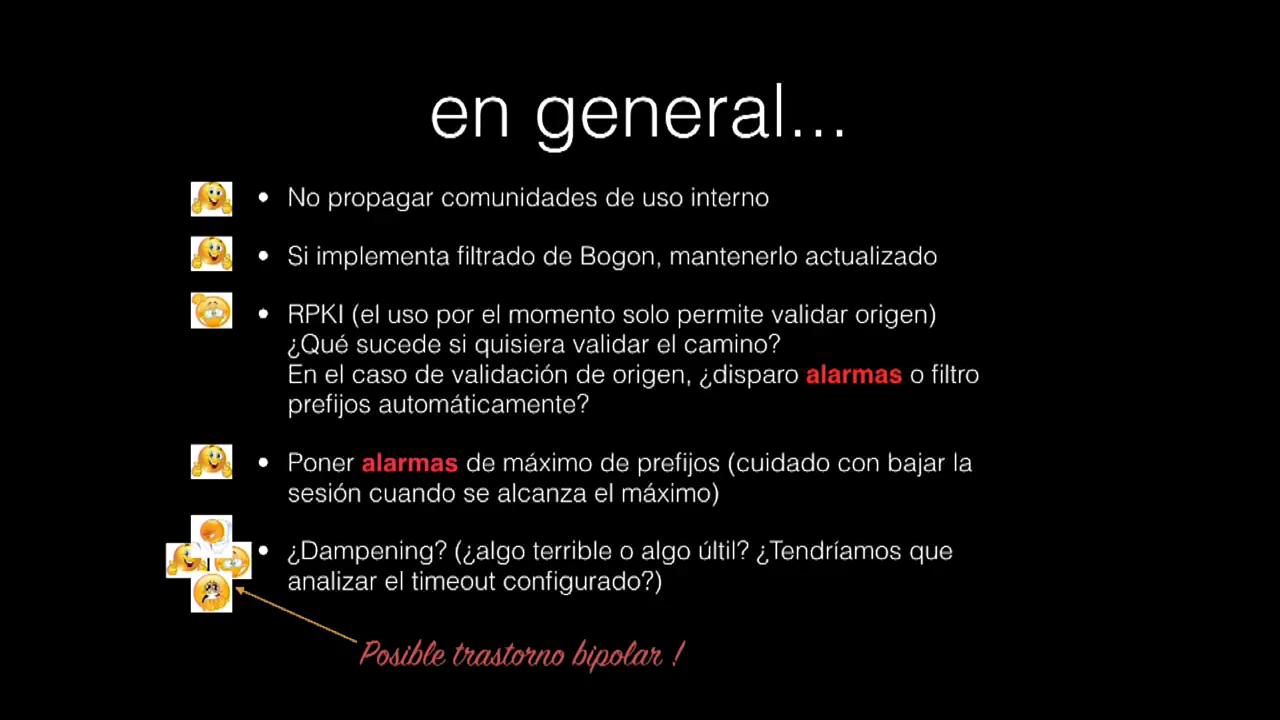 en general...
• No propagar comunidades de uso interno
• Si implementa filtrado de Bogon, mantenerlo actualizado
• RPKI (el uso por el momento solo permite validar origen)
¿Qué sucede si quisiera validar el camino?
En el caso de validación de origen, ¿disparo alarmas o filtro
prefijos automáticamente?
• Poner alarmas de máximo de prefijos (cuidado con bajar la
sesión cuando se alcanza el máximo)
• ¿Dampening? (¿algo terrible o algo últil? ¿Tendríamos que
analizar el timeout configurado?)
Posible trastorno bipolar !